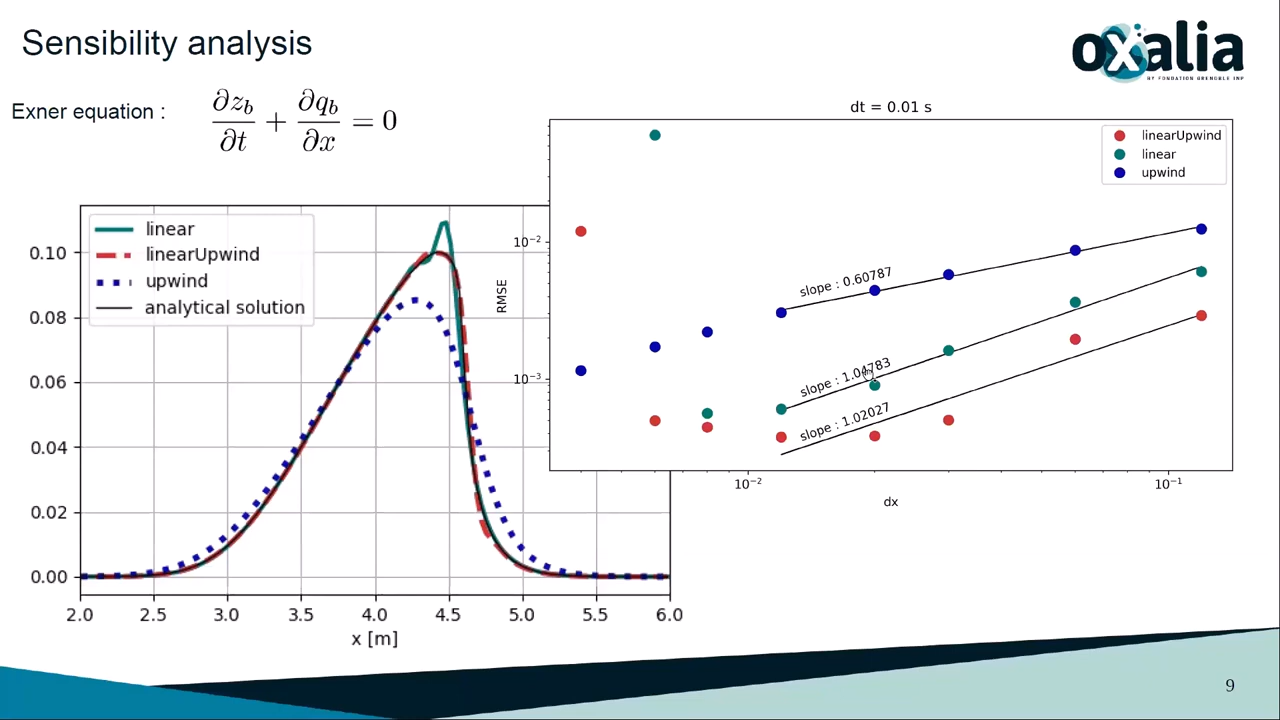 Sensibility analysis
oxalia
BY FONDATION GRENOBLE INP
Exner equation :
∂z_b/∂t + ∂q_b/∂x = 0
dt = 0.01 s
linearUpwind
linear
upwind
10^-2
RMSE
10^-3
slope : 0.60787
slope : 1.04783
slope : 1.02027
10^-2
10^-1
dx
linear
linearUpwind
upwind
analytical solution
0.10
0.08
0.06
0.04
0.02
0.00
2.0 2.5 3.0 3.5 4.0 4.5 5.0 5.5 6.0
x [m]
9